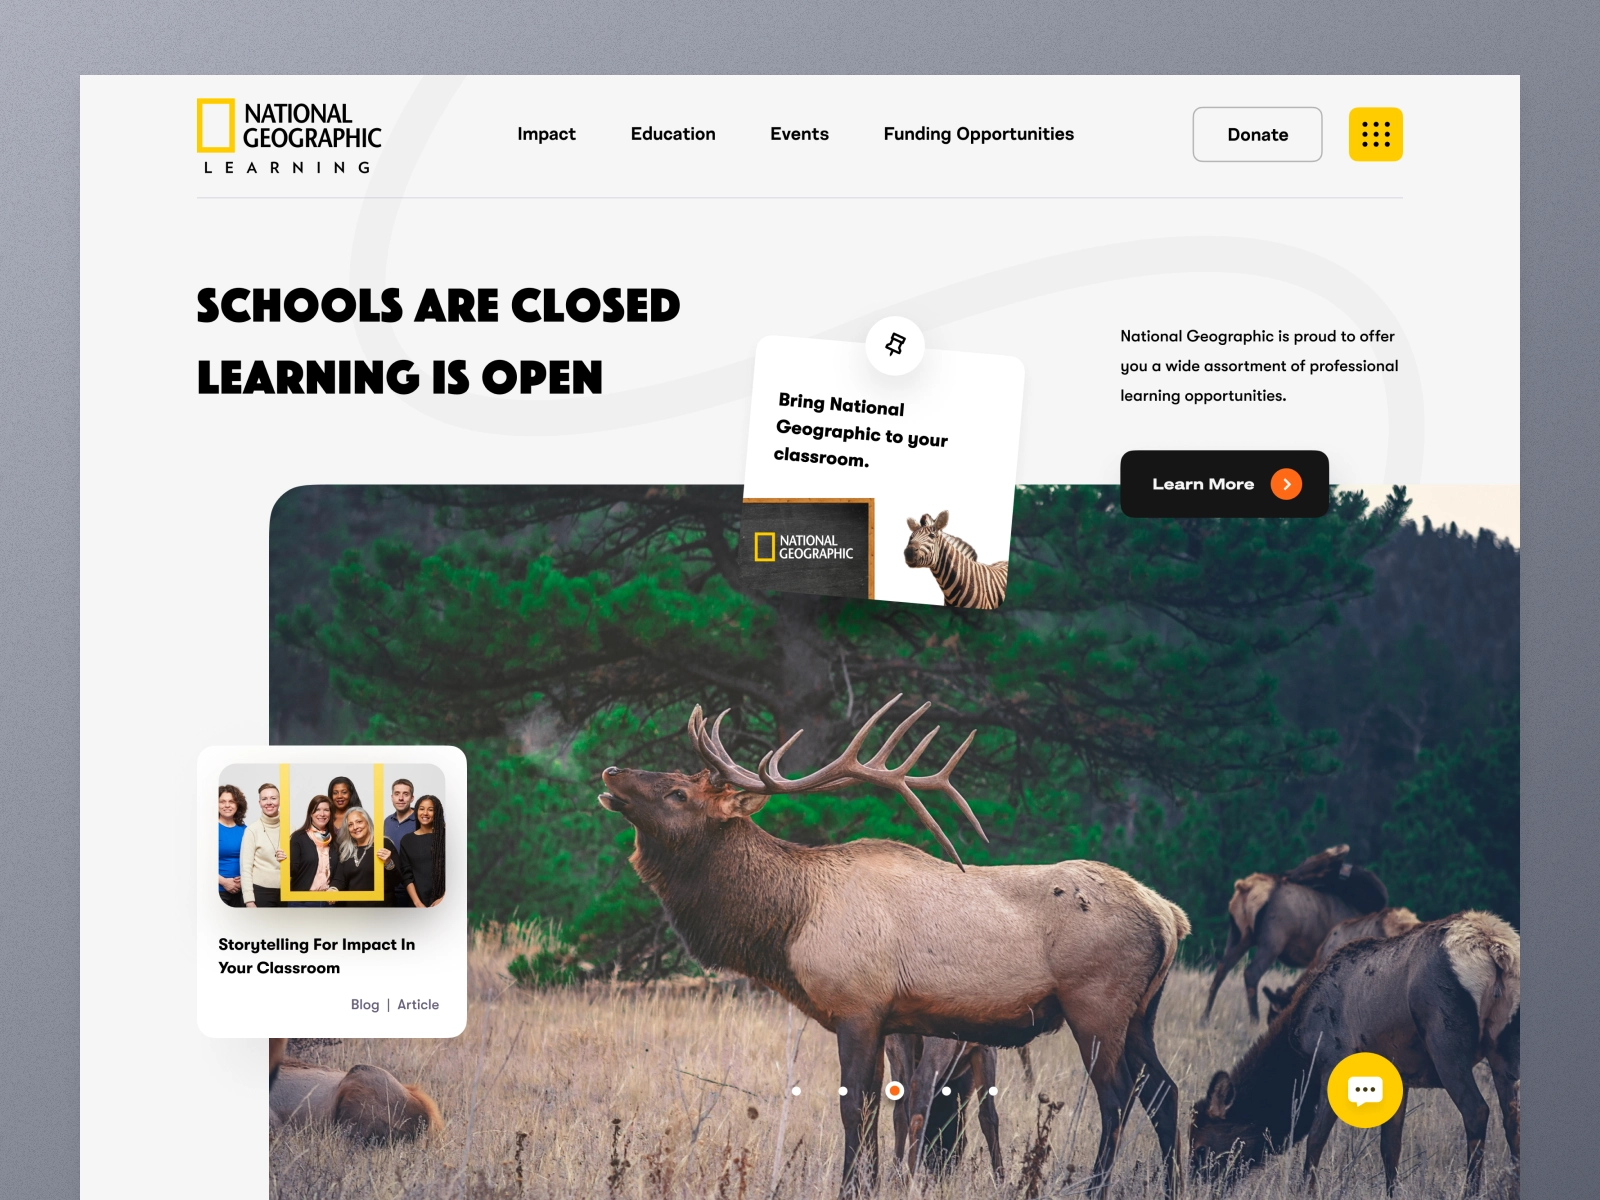 NATIONAL
GEOGRAPHIC
LEARNING
Impact
Education
Events
Funding Opportunities
Donate
SCHOOLS ARE CLOSED
LEARNING IS OPEN
Bring National
Geographic to your
classroom.
NATIONAL
GEOGRAPHIC
National Geographic is proud to offer
you a wide assortment of professional
learning opportunities.
Learn More
Storytelling For Impact In
Your Classroom
Blog | Article